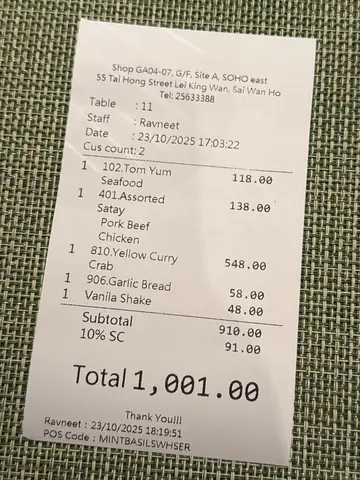 Shop GA04-07, G/F, Site A, SOHO east
55 Tai Hong Street Lei King Wan, Sai Wan Ho
Tel: 25633388
Table : 11
Staff : Ravneet
Date : 23/10/2025 17:03:22
Cus count: 2
1 102.Tom Yum Seafood 118.00
1 401.Assorted Satay 138.00
Pork Beef
Chicken
1 810.Yellow Curry Crab 548.00
1 906.Garlic Bread 58.00
1 Vanila Shake 48.00
Subtotal 910.00
10% SC 91.00
Total 1,001.00
Thank You!!!
Ravneet : 23/10/2025 18:19:51
POS Code : MINTBASILSWHSER